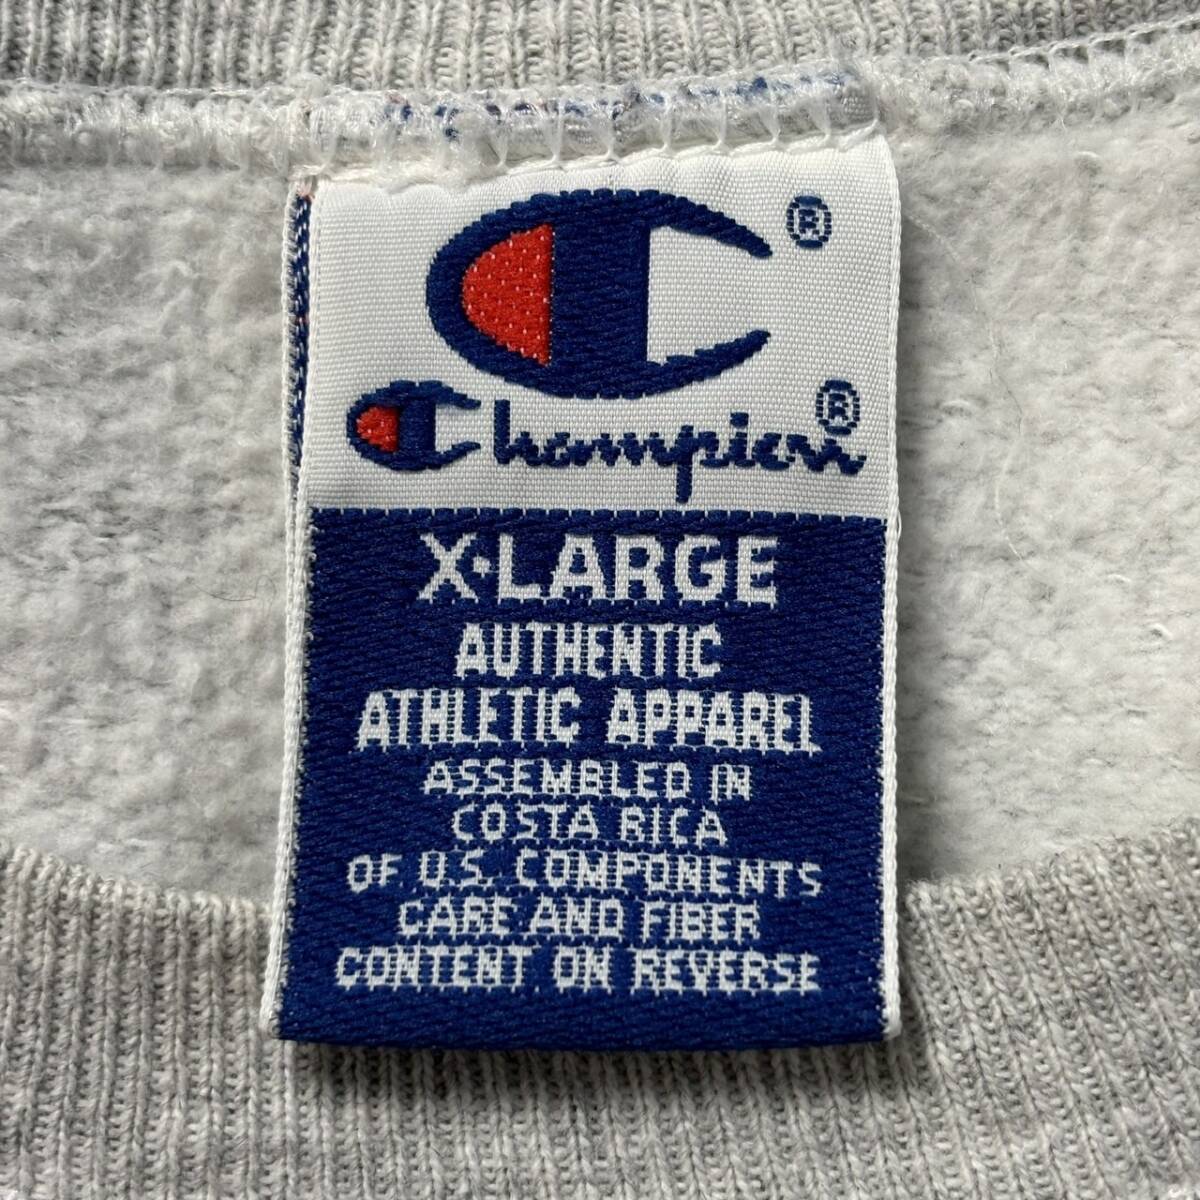 ®
Champion®
X-LARGE
AUTHENTIC
ATHLETIC APPAREL
ASSEMBLED IN
COSTA RICA
OF U.S. COMPONENTS
CARE AND FIBER
CONTENT ON REVERSE